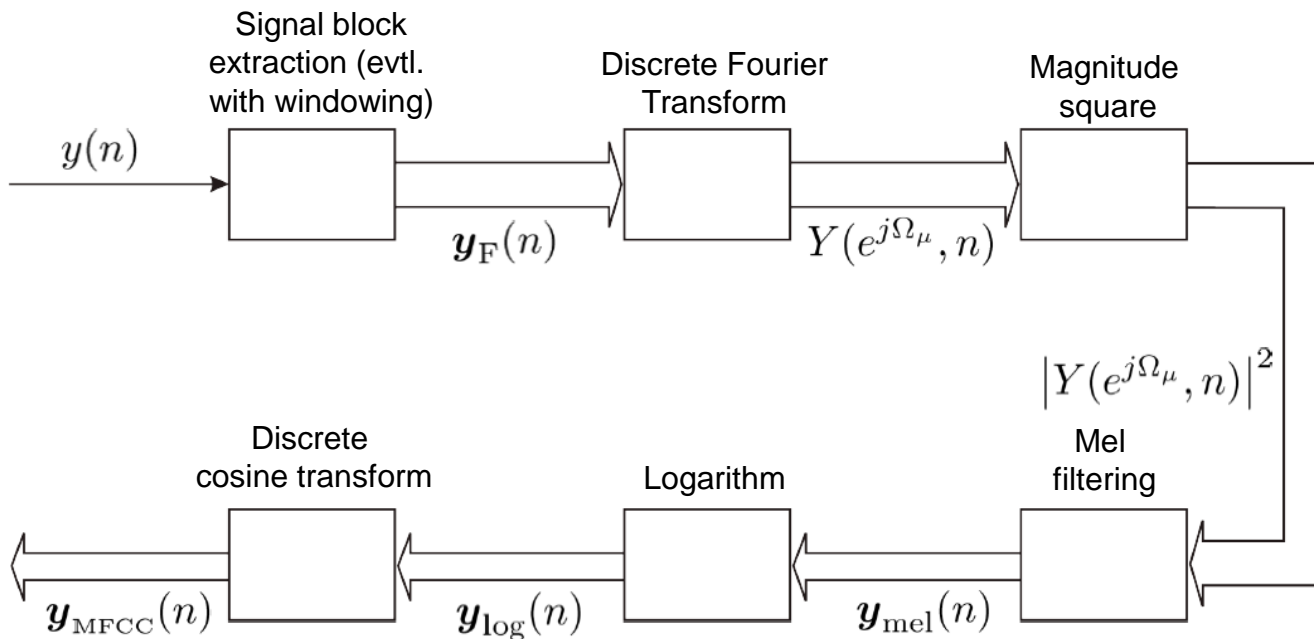 Signal block
extraction (evtl.
with windowing)
Discrete Fourier
Transform
Magnitude
square
y(n)
y_F(n)
Y(e^{jΩ_μ}, n)
|Y(e^{jΩ_μ}, n)|^2
Discrete
cosine transform
Logarithm
Mel
filtering
y_MFCC(n)
y_log(n)
y_mel(n)